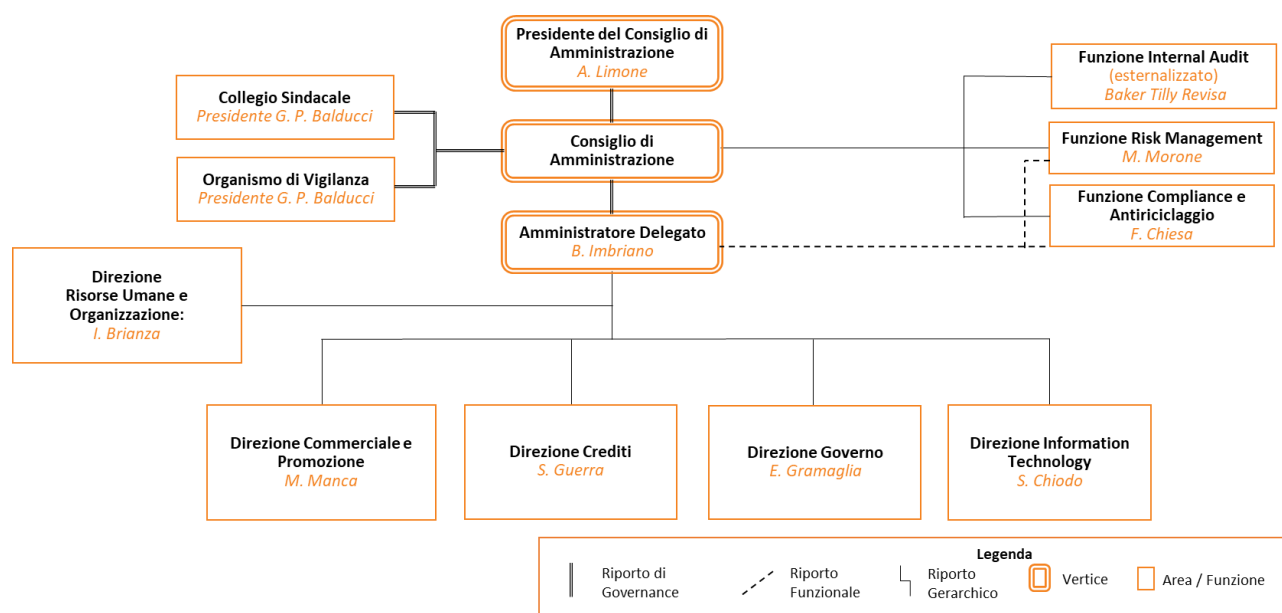 Presidente del Consiglio di
Amministrazione
A. Limone
Collegio Sindacale
Presidente G. P. Balducci
Organismo di Vigilanza
Presidente G. P. Balducci
Consiglio di
Amministrazione
Funzione Internal Audit
(esternalizzato)
Baker Tilly Revisa
Funzione Risk Management
M. Morone
Funzione Compliance e
Antiriciclaggio
F. Chiesa
Amministratore Delegato
B. Imbriano
Direzione
Risorse Umane e
Organizzazione:
I. Brianza
Direzione Commerciale e
Promozione
M. Manca
Direzione Crediti
S. Guerra
Direzione Governo
E. Gramaglia
Direzione Information
Technology
S. Chiodo
Legenda
Riporto di
Governance
Riporto
Funzionale
Riporto
Gerarchico
Vertice
Area / Funzione